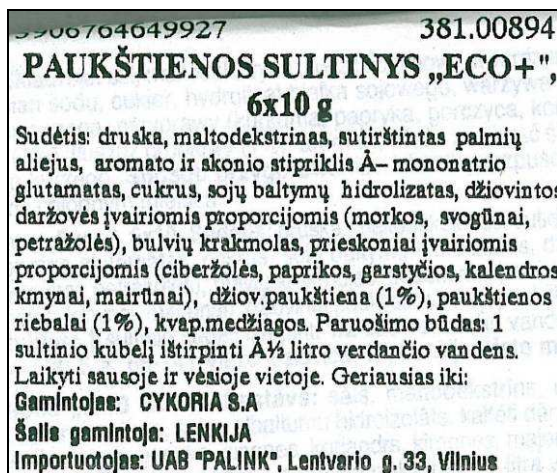 5906764649927 381.00894
PAUKŠTIENOS SULTINYS „ECO+",
6x10 g
Sudėtis: druska, maltodekstrinas, sutirštintas palmių
aliejus, aromato ir skonio stipriklis Â– mononatrio
glutamatas, cukrus, sojų baltymų hidrolizatas, džiovintos
daržovės įvairiomis proporcijomis (morkos, svogūnai,
petražolės), bulvių krakmolas, prieskoniai įvairiomis
proporcijomis (ciberžolės, paprikos, garstyčios, kalendros
kmynai, mairūnai), džiov.paukštiena (1%), paukštienos
riebalai (1%), kvap.medžiagos. Paruošimo būdas: 1
sultinio kubelį ištirpinti Â½ litro verdančio vandens.
Laikyti sausoje ir vėsioje vietoje. Geriausias iki:
Gamintojas: CYKORIA S.A.
Šalis gamintoja: LENKIJA
Importuotojas: UAB "PALINK", Lentvario g. 33, Vilnius